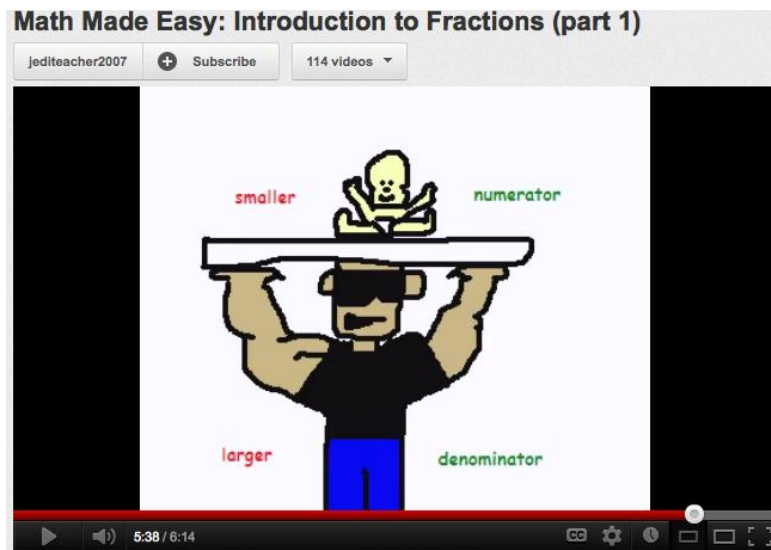 Math Made Easy: Introduction to Fractions (part 1)
jediteacher2007 Subscribe 114 videos
smaller numerator
larger denominator
5:38 / 6:14 CC